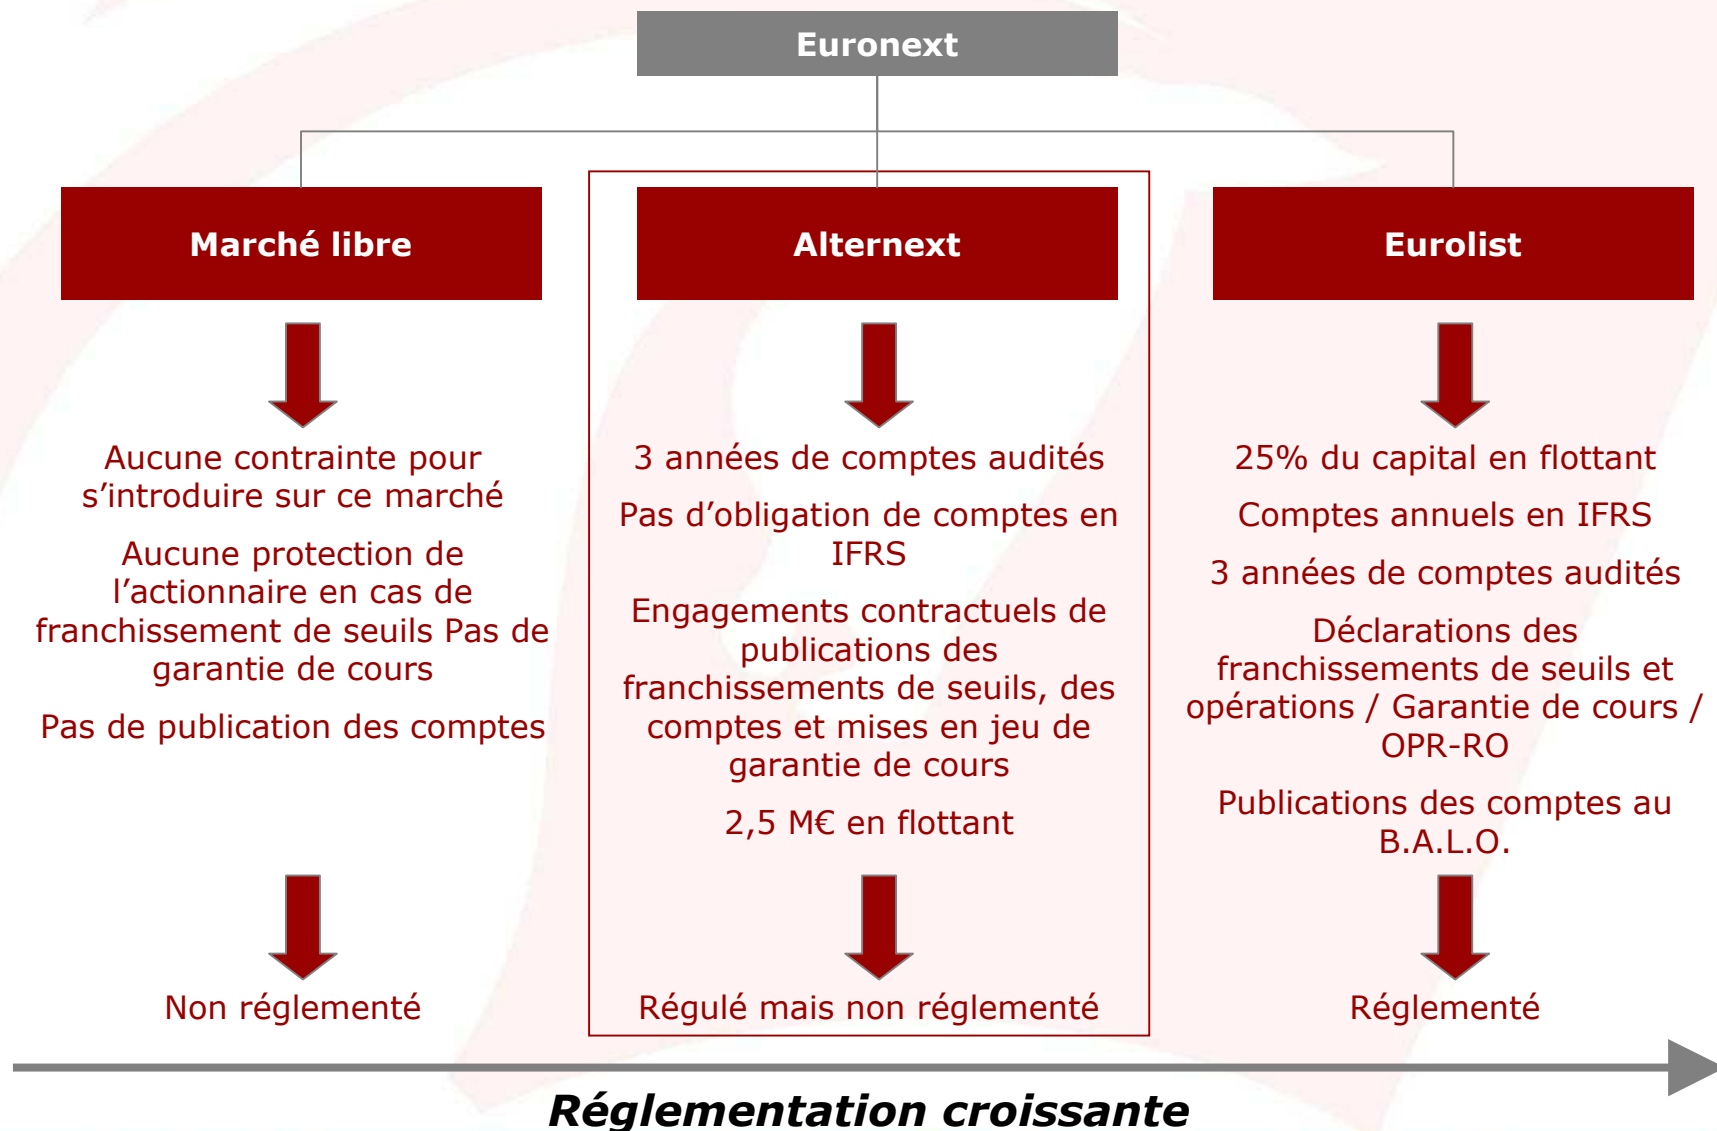 Euronext
Marché libre
Aucune contrainte pour
s’introduire sur ce marché
Aucune protection de
l’actionnaire en cas de
franchissement de seuils Pas de
garantie de cours
Pas de publication des comptes
Non réglementé
Alternext
3 années de comptes audités
Pas d’obligation de comptes en
IFRS
Engagements contractuels de
publications des
franchissements de seuils, des
comptes et mises en jeu de
garantie de cours
2,5 M€ en flottant
Régulé mais non réglementé
Eurolist
25% du capital en flottant
Comptes annuels en IFRS
3 années de comptes audités
Déclarations des
franchissements de seuils et
opérations / Garantie de cours /
OPR-RO
Publications des comptes au
B.A.L.O.
Réglementé
Réglementation croissante